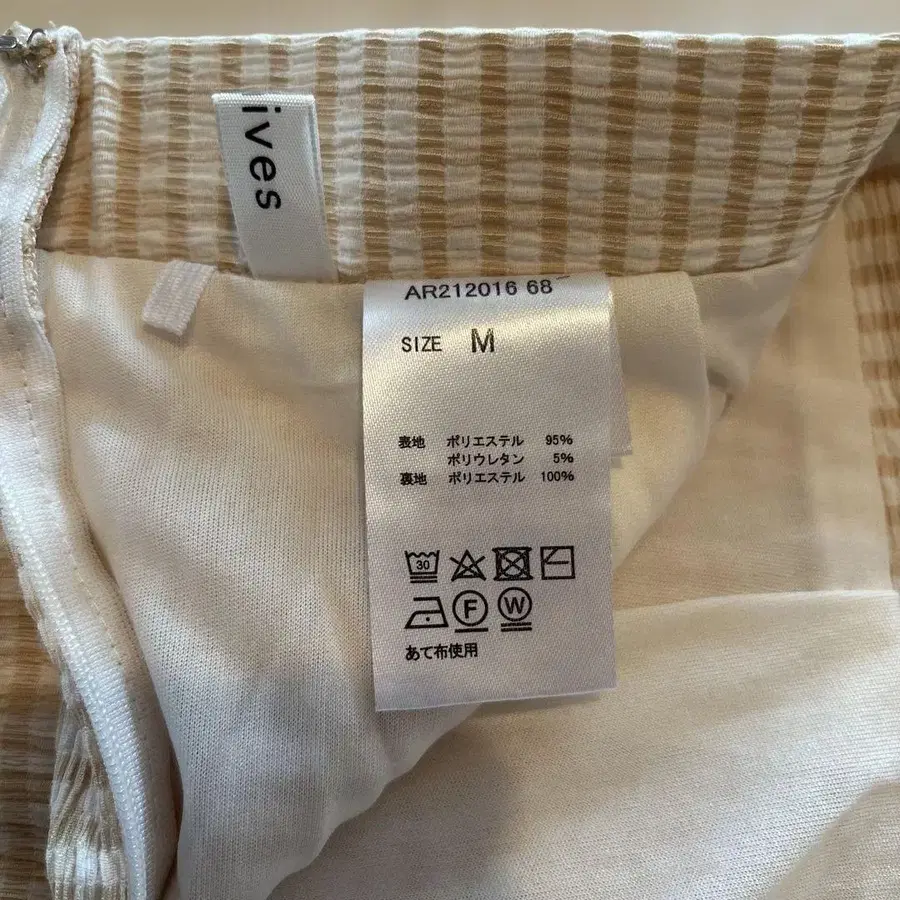 ives
AR212016 68
SIZE M
表地 ポリエステル 95%
ポリウレタン 5%
裏地 ポリエステル 100%
30
F W
あて布使用